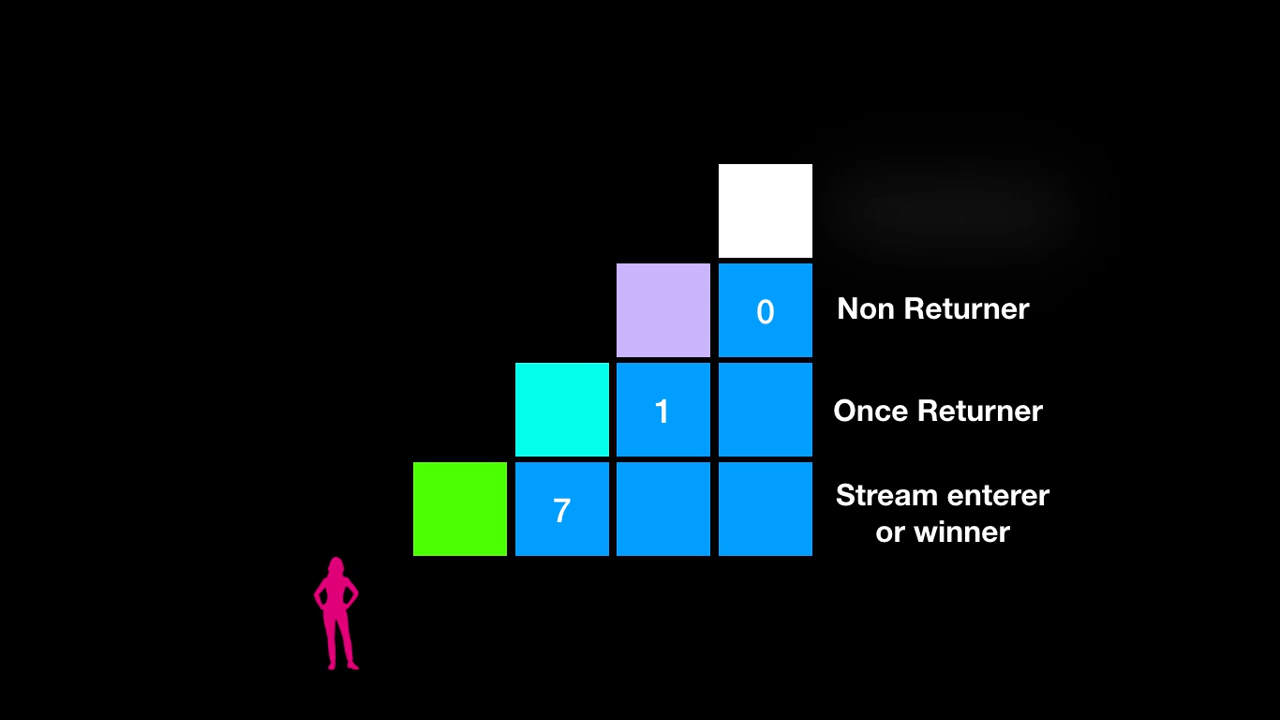 0
Non Returner
1
Once Returner
7
Stream enterer
or winner